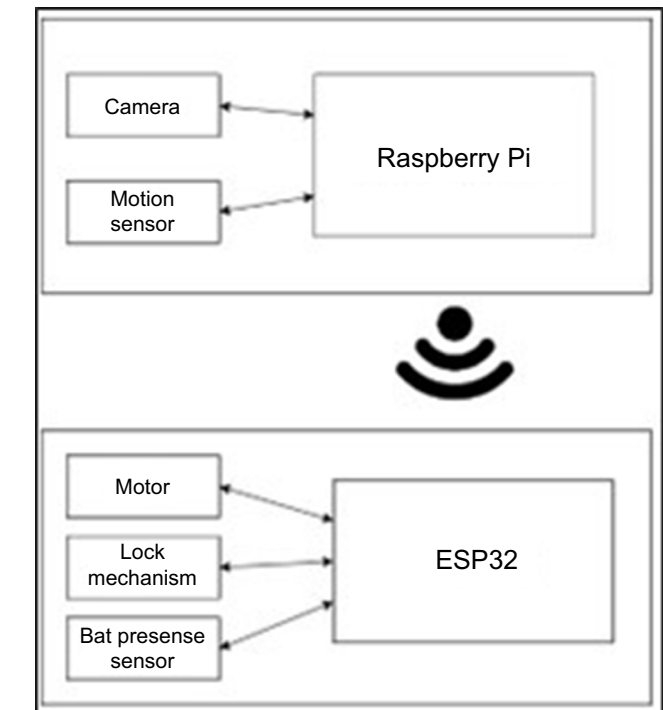 Camera
Raspberry Pi
Motion
sensor
Motor
Lock
mechanism
ESP32
Bat presense
sensor